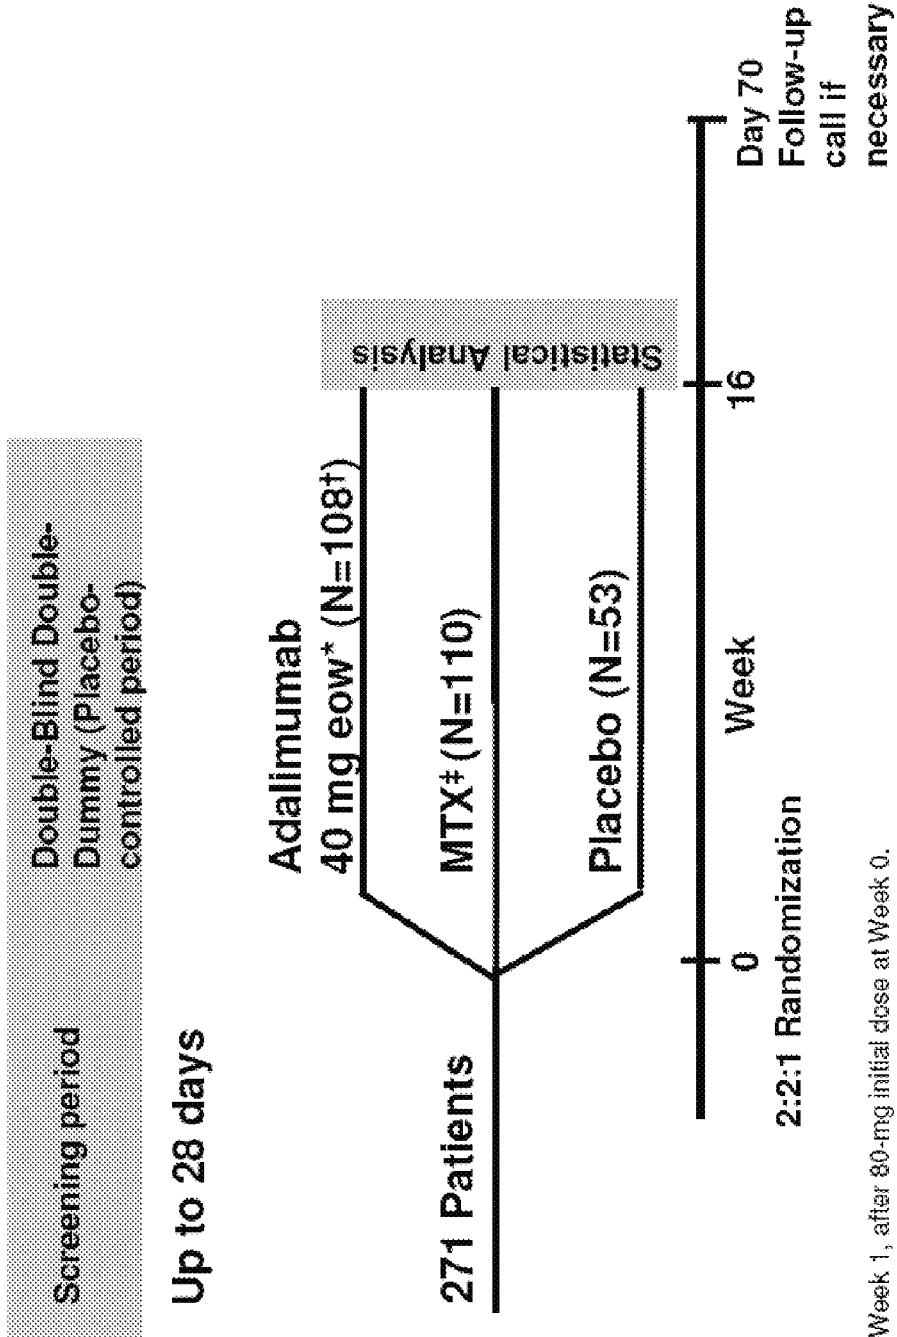 Screening period
Double-Blind Double-
Dummy (Placebo-
controlled period)
Up to 28 days
Adalimumab
40 mg eow* (N=108†)
271 Patients
MTX‡ (N=110)
Placebo (N=53)
Statistical Analysis
0
Week
16
2:2:1 Randomization
Day 70
Follow-up
call if
necessary
Week 1, after 80-mg initial dose at Week 0.